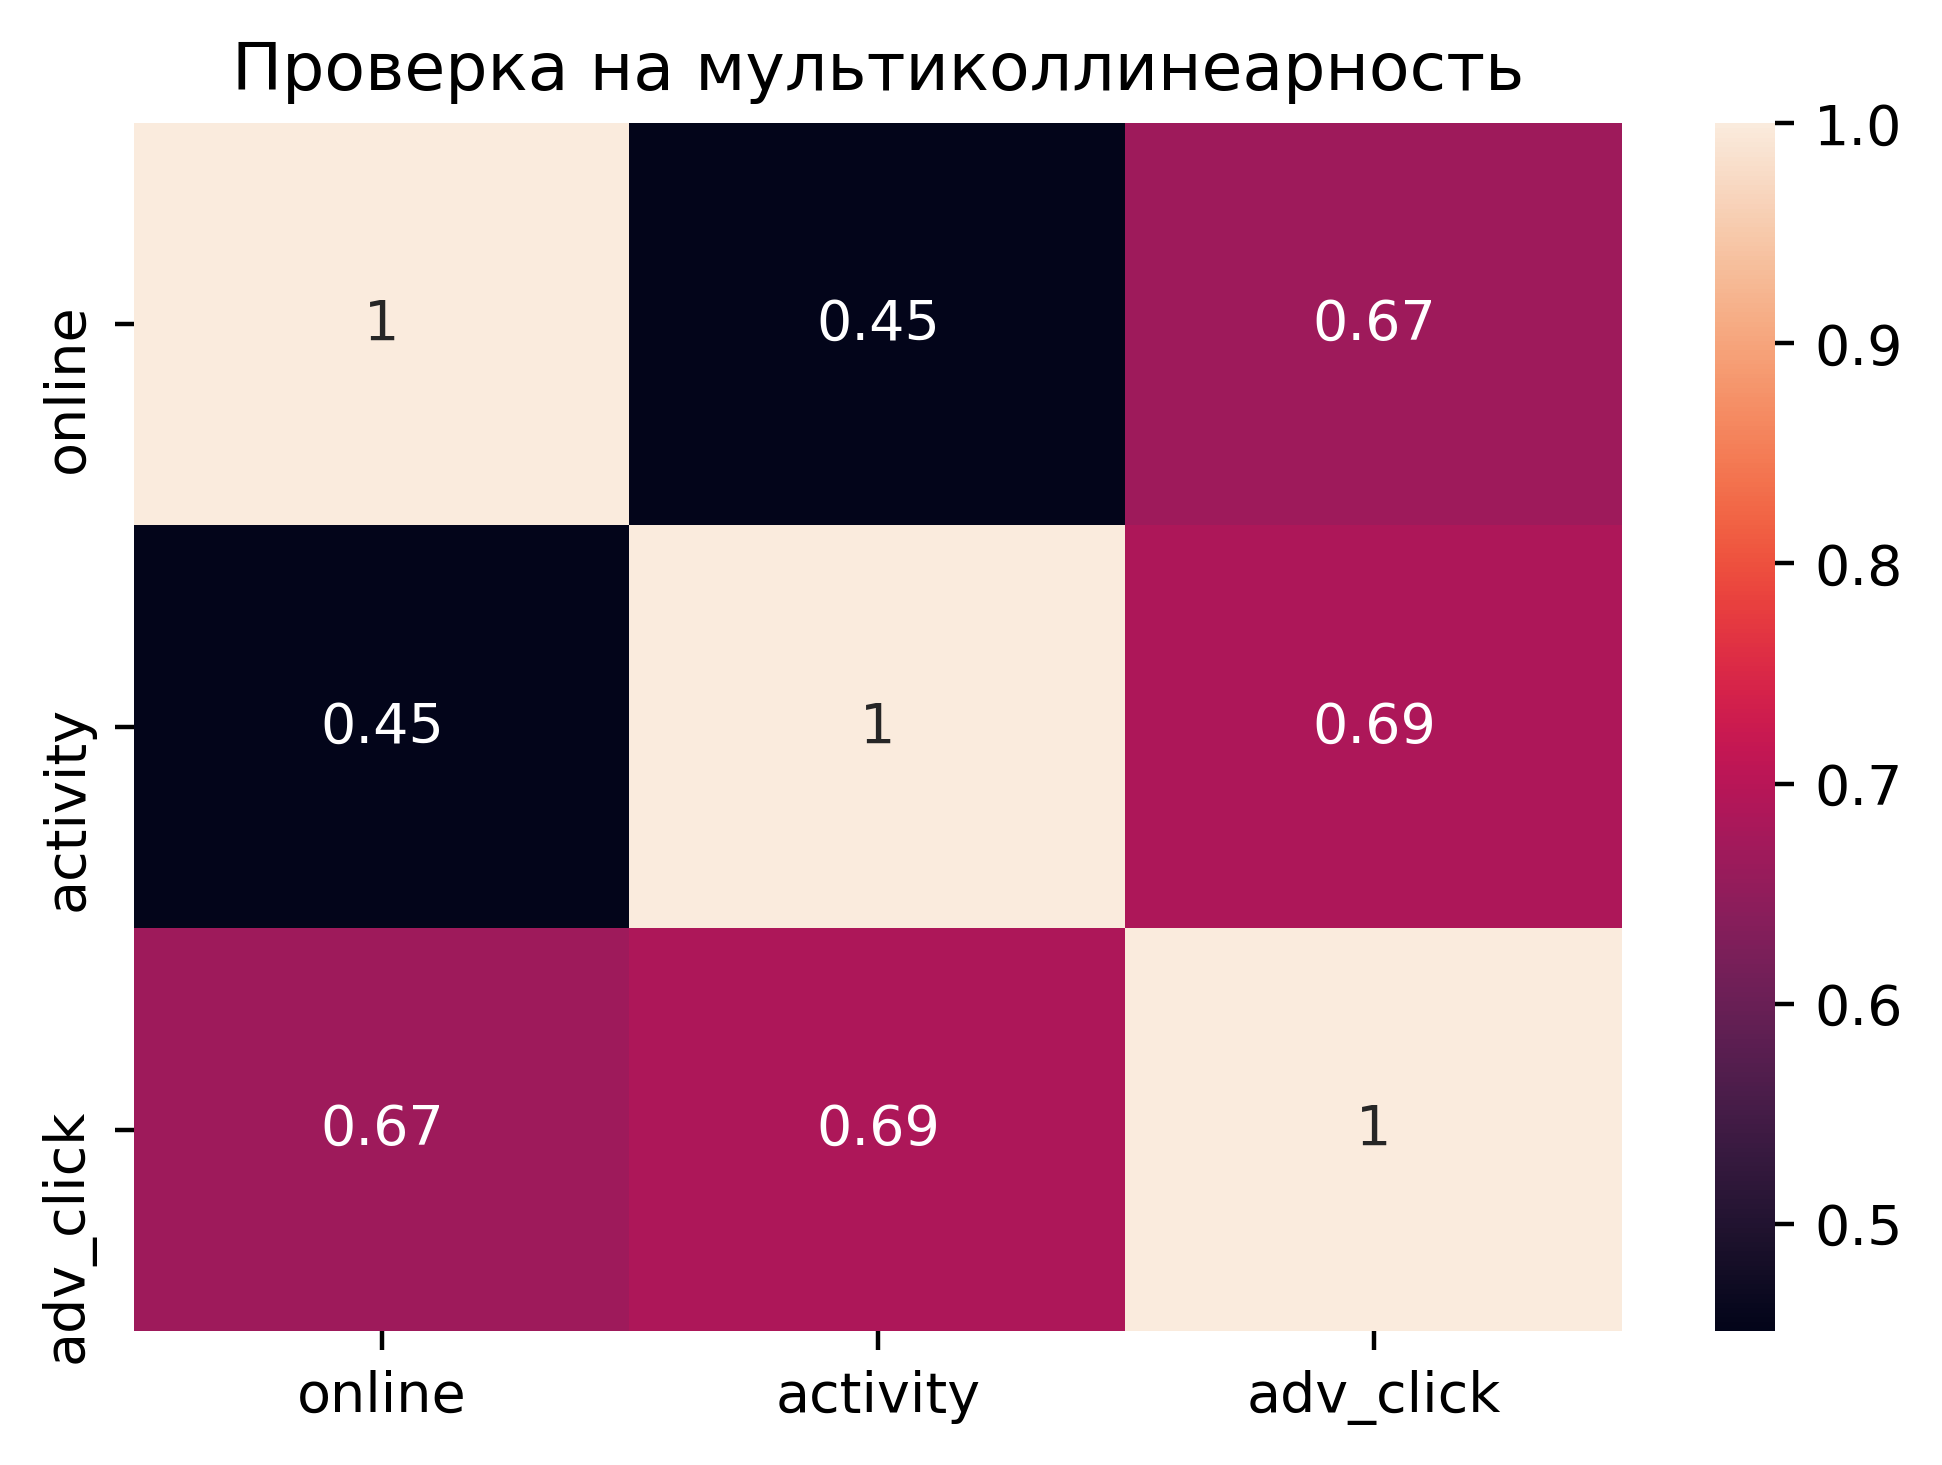 Проверка на мультиколлинеарность
online
activity
adv_click
1 0.45 0.67
0.45 1 0.69
0.67 0.69 1
online activity adv_click
1.0
0.9
0.8
0.7
0.6
0.5